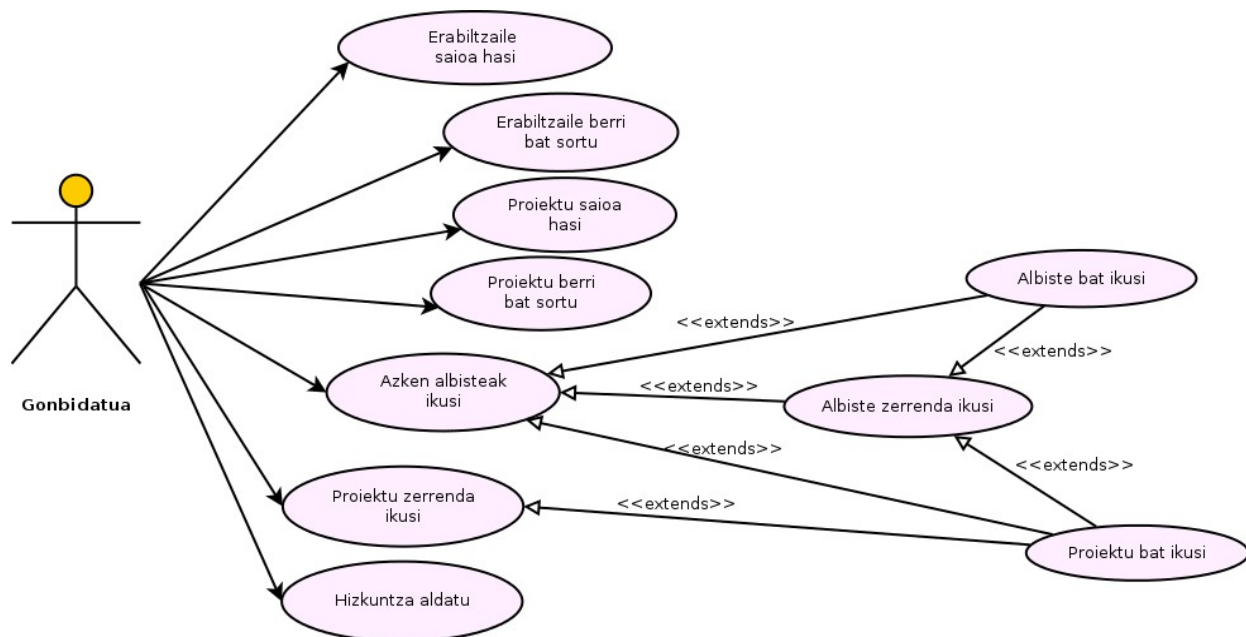 Erabiltzaile
saioa hasi
Erabiltzaile berri
bat sortu
Proiektu saioa
hasi
Proiektu berri
bat sortu
Albiste bat ikusi
<<extends>>
<<extends>>
Azken albisteak
ikusi
<<extends>>
Albiste zerrenda ikusi
Gonbidatua
<<extends>>
<<extends>>
Proiektu zerrenda
ikusi
<<extends>>
Proiektu bat ikusi
Hizkuntza aldatu